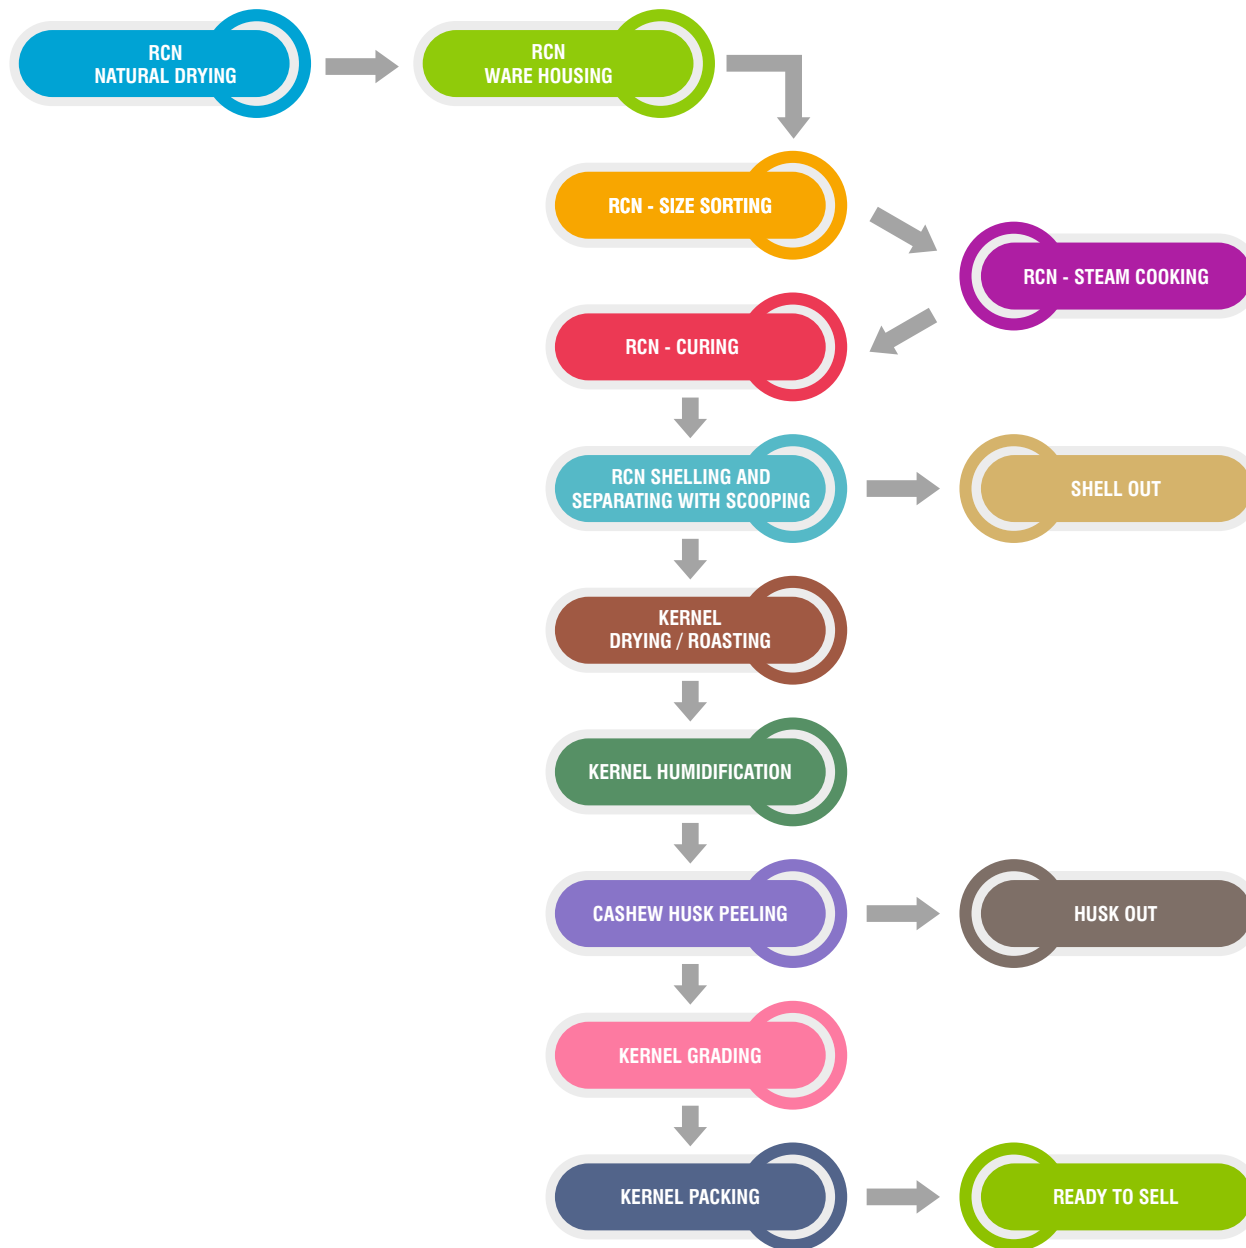 RCN
NATURAL DRYING
RCN
WARE HOUSING
RCN - SIZE SORTING
RCN - STEAM COOKING
RCN - CURING
RCN SHELLING AND
SEPARATING WITH SCOOPING
SHELL OUT
KERNEL
DRYING / ROASTING
KERNEL HUMIDIFICATION
CASHEW HUSK PEELING
HUSK OUT
KERNEL GRADING
KERNEL PACKING
READY TO SELL